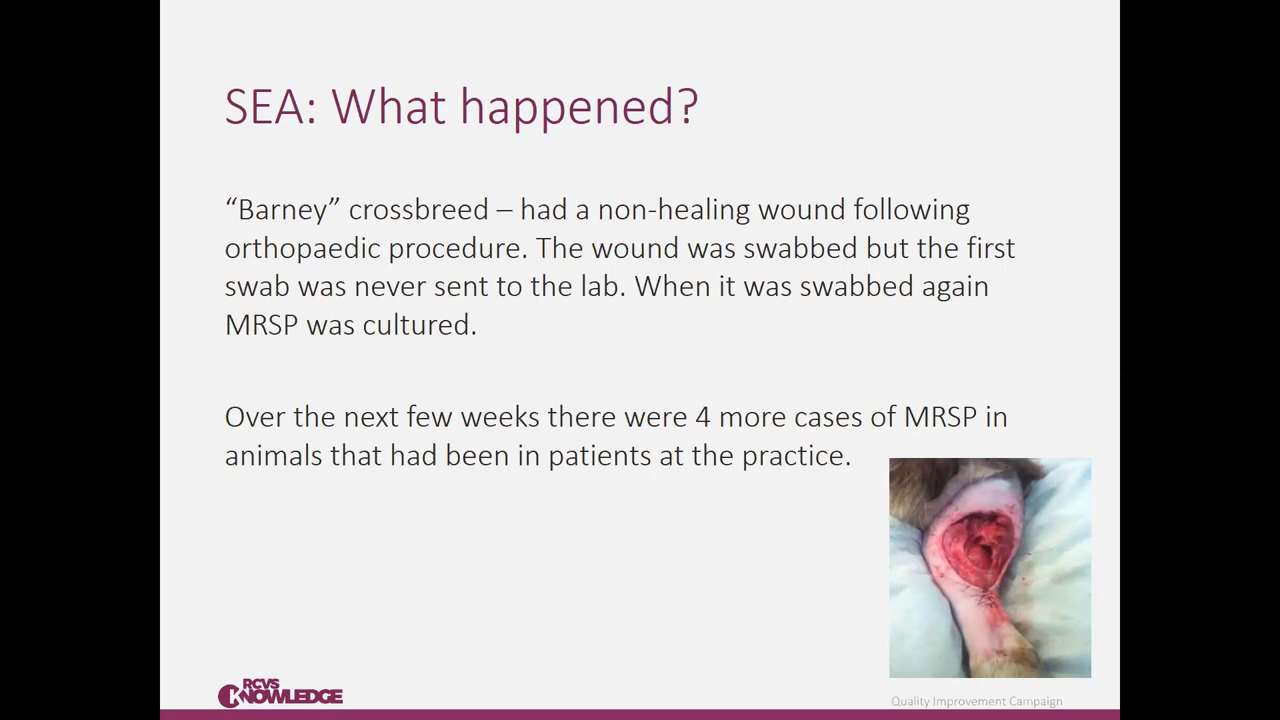 SEA: What happened?
“Barney” crossbreed – had a non-healing wound following
orthopaedic procedure. The wound was swabbed but the first
swab was never sent to the lab. When it was swabbed again
MRSP was cultured.
Over the next few weeks there were 4 more cases of MRSP in
animals that had been in patients at the practice.
RCVS
KNOWLEDGE
Quality Improvement Campaign